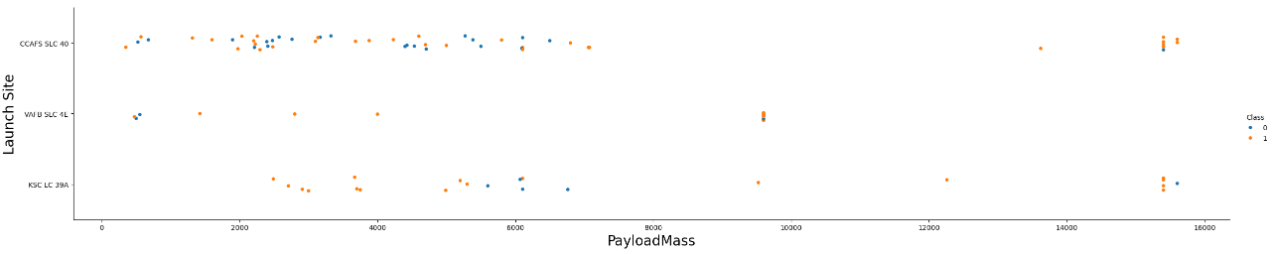 Launch Site
CCAFS SLC 40
VAFB SLC 4E
KSC LC 39A
0 2000 4000 6000 8000 10000 12000 14000 16000
PayloadMass
Class
0
1